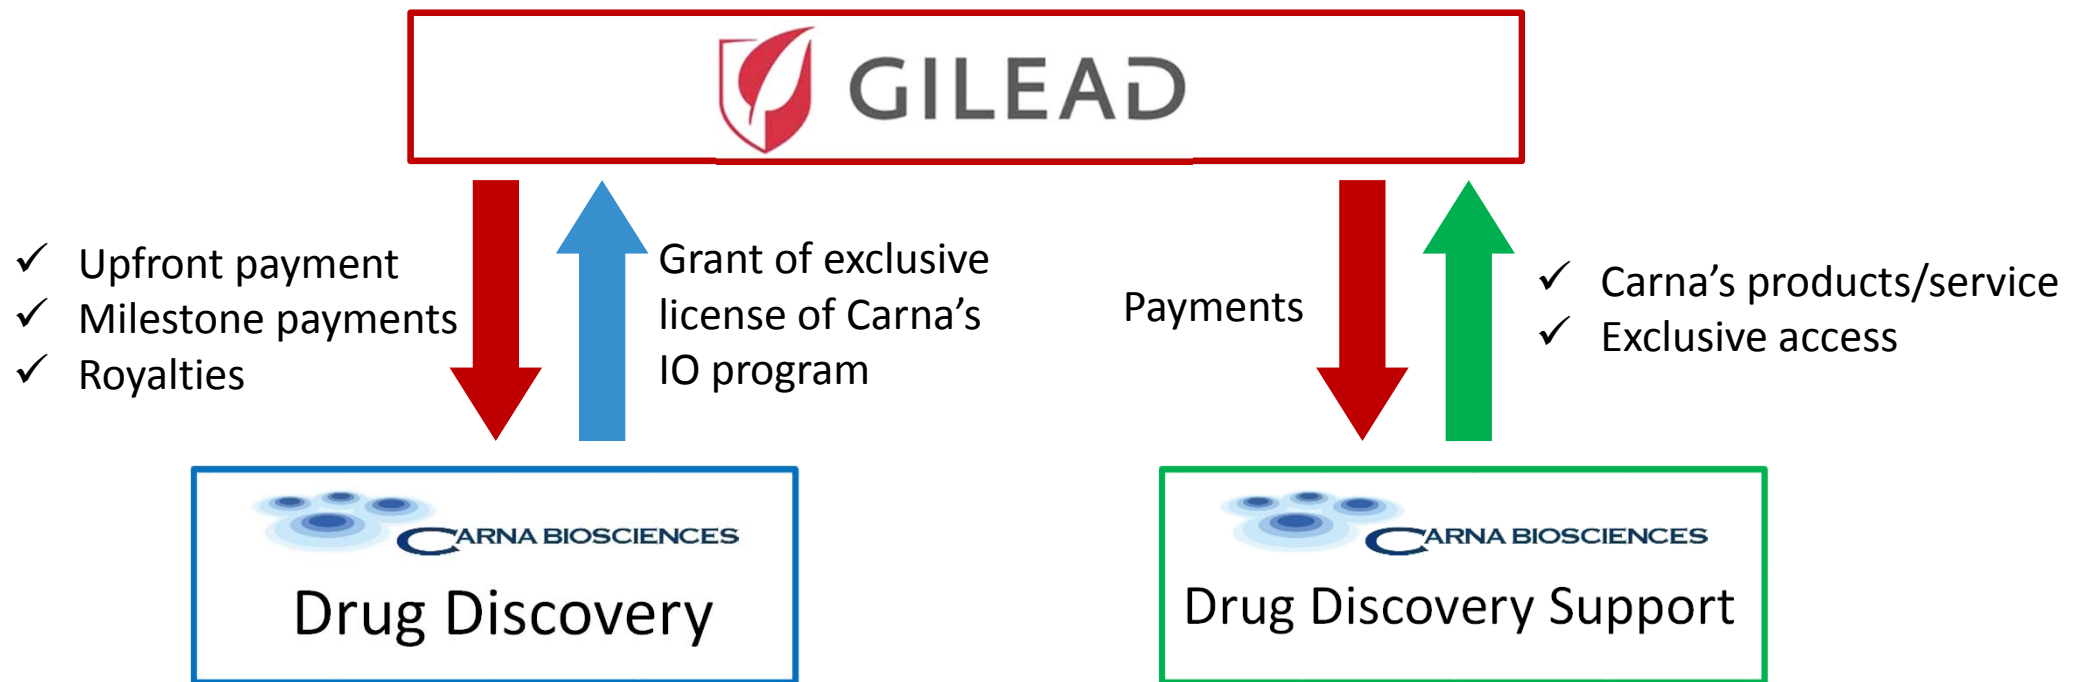 GILEAD
✓ Upfront payment
✓ Milestone payments
✓ Royalties
Grant of exclusive
license of Carna’s
IO program
Payments
✓ Carna’s products/service
✓ Exclusive access
CARNA BIOSCIENCES
Drug Discovery
CARNA BIOSCIENCES
Drug Discovery Support